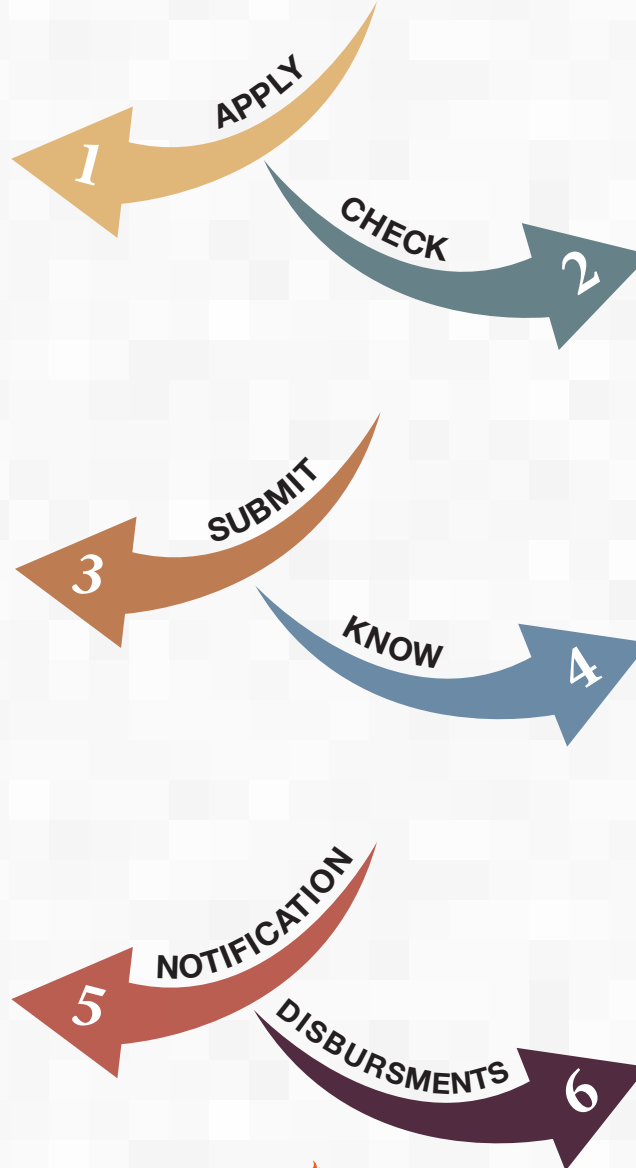 APPLY
1
CHECK
2
SUBMIT
3
KNOW
4
NOTIFICATION
5
DISBURSMENTS
6